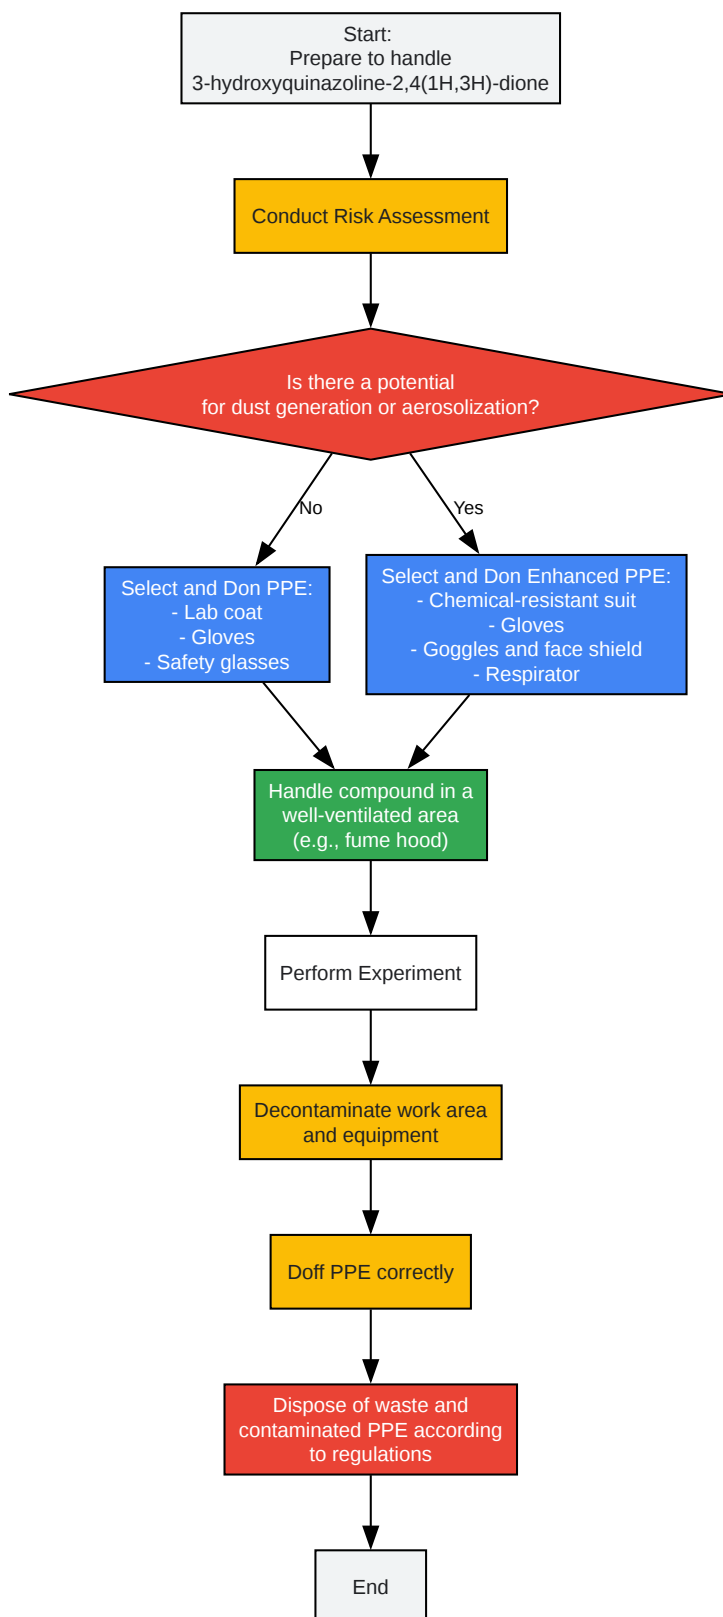 Start:
Prepare to handle
3-hydroxyquinazoline-2,4(1H,3H)-dione
Conduct Risk Assessment
Is there a potential
for dust generation or aerosolization?
No
Yes
Select and Don PPE:
- Lab coat
- Gloves
- Safety glasses
Select and Don Enhanced PPE:
- Chemical-resistant suit
- Gloves
- Goggles and face shield
- Respirator
Handle compound in a
well-ventilated area
(e.g., fume hood)
Perform Experiment
Decontaminate work area
and equipment
Doff PPE correctly
Dispose of waste and
contaminated PPE according
to regulations
End